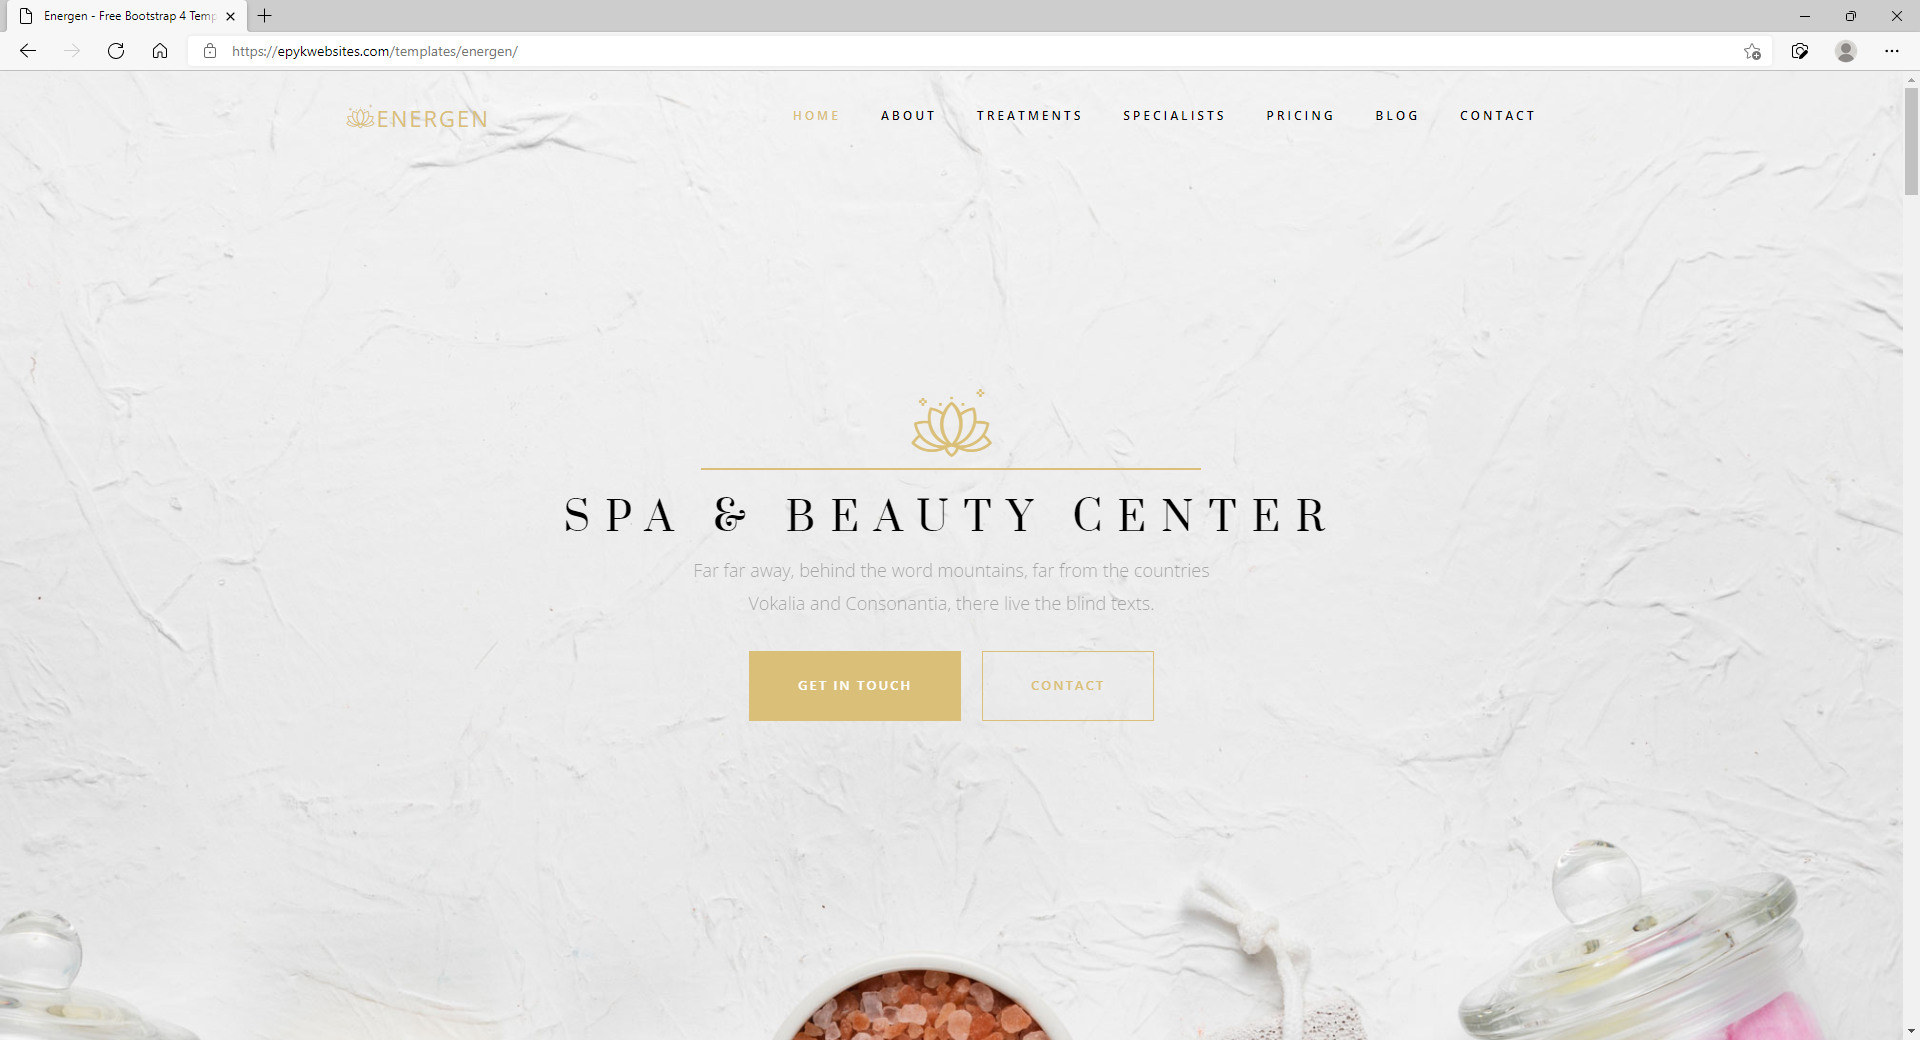 Energen - Free Bootstrap 4 Temp
https://epykwebsites.com/templates/energen/
ENERGEN
HOME ABOUT TREATMENTS SPECIALISTS PRICING BLOG CONTACT
SPA & BEAUTY CENTER
Far far away, behind the word mountains, far from the countries
Vokalia and Consonantia, there live the blind texts.
GET IN TOUCH CONTACT